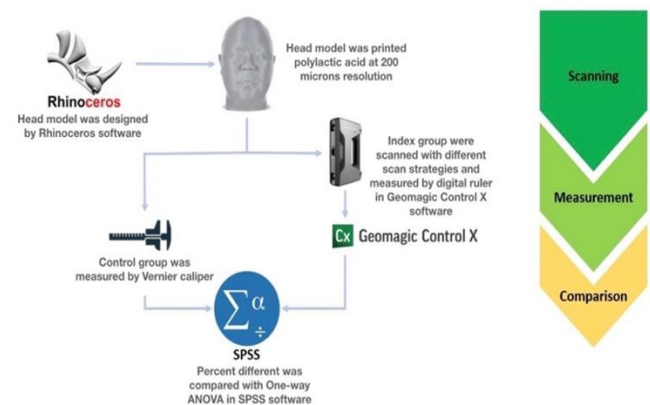 Rhinoceros
Head model was designed
by Rhinoceros software
Head model was printed
polylactic acid at 200
microns resolution
Index group were
scanned with different
scan strategies and
measured by digital ruler
in Geomagic Control X
software
Cx Geomagic Control X
Control group was
measured by Vernier caliper
Σ α ÷
SPSS
Percent different was
compared with One-way
ANOVA in SPSS software
Scanning
Measurement
Comparison